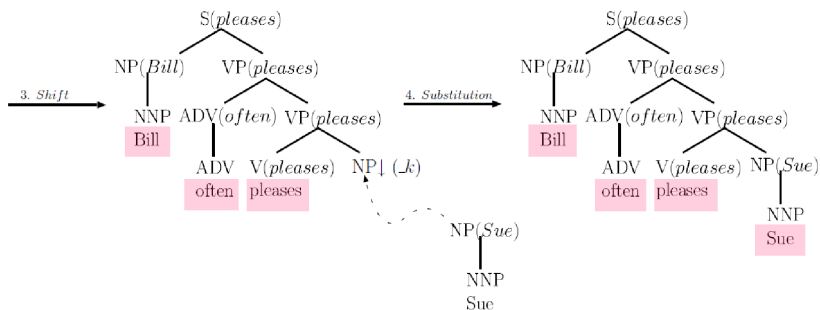 3. Shift
S(pleases)
NP(Bill) VP(pleases)
NNP ADV(often) VP(pleases)
Bill
ADV V(pleases) NP↓ (_k)
often pleases
NP(Sue)
NNP
Sue
4. Substitution
S(pleases)
NP(Bill) VP(pleases)
NNP ADV(often) VP(pleases)
Bill
ADV V(pleases) NP(Sue)
often pleases
NNP
Sue